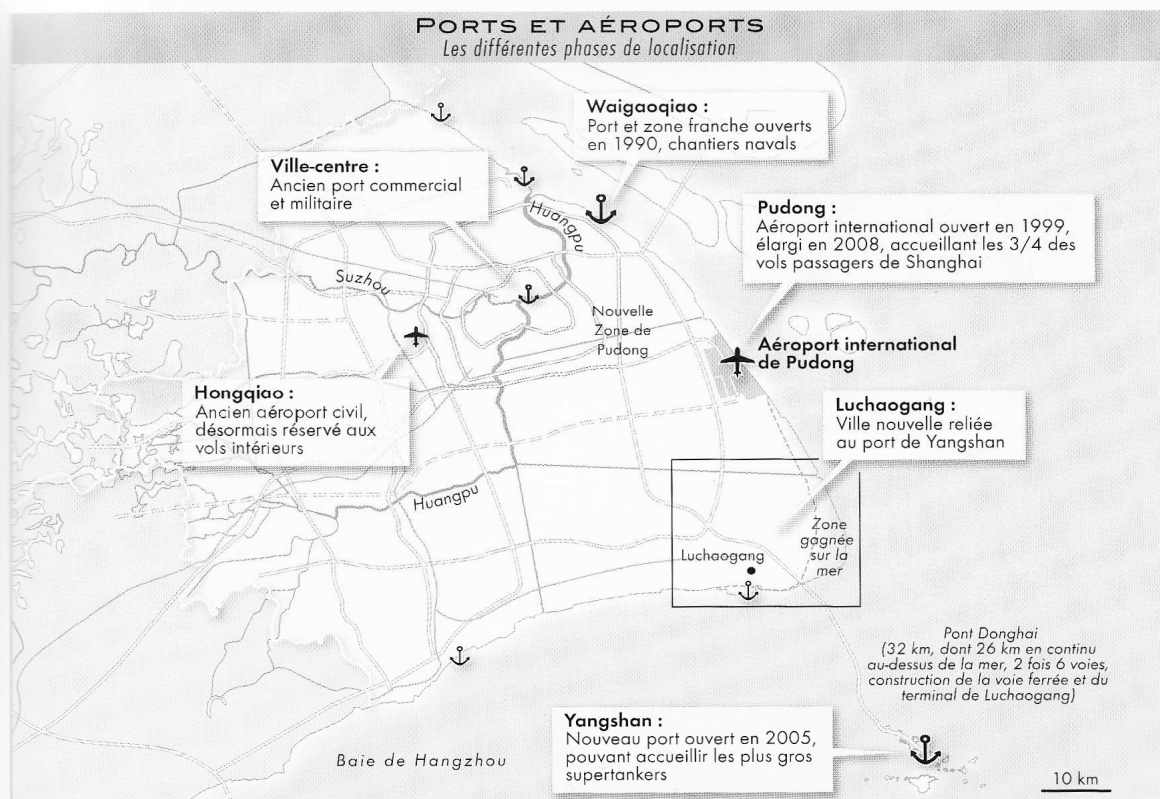 PORTS ET AÉROPORTS
Les différentes phases de localisation
Waigaoqiao :
Port et zone franche ouverts
en 1990, chantiers navals
Ville-centre :
Ancien port commercial
et militaire
Huangpu
Pudong :
Aéroport international ouvert en 1999,
élargi en 2008, accueillant les 3/4 des
vols passagers de Shanghai
Suzhou
Nouvelle
Zone de
Pudong
Aéroport international
de Pudong
Hongqiao :
Ancien aéroport civil,
désormais réservé aux
vols intérieurs
Luchaogang :
Ville nouvelle reliée
au port de Yangshan
Huangpu
Zone
gagnée
sur la
mer
Luchaogang
Pont Donghai
(32 km, dont 26 km en continu
au-dessus de la mer, 2 fois 6 voies,
construction de la voie ferrée et du
terminal de Luchaogang)
Yangshan :
Nouveau port ouvert en 2005,
pouvant accueillir les plus gros
supertankers
Baie de Hangzhou
10 km